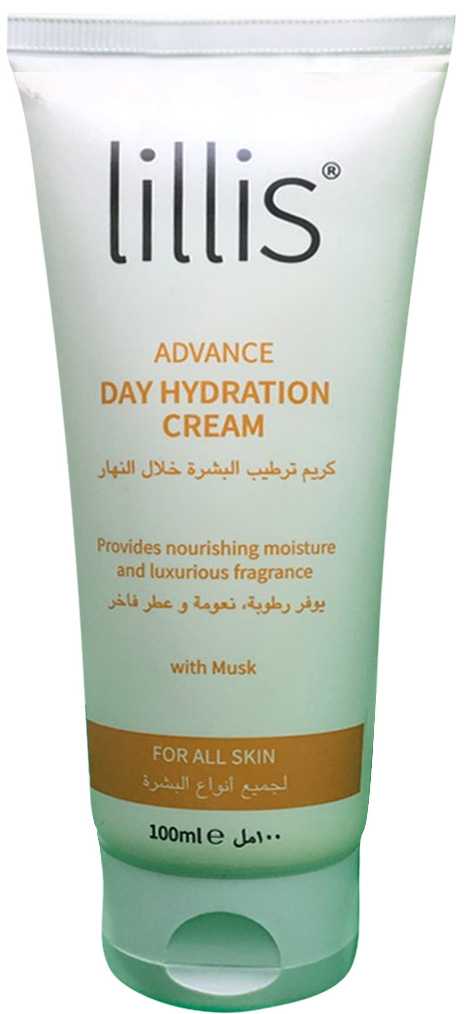 lillis®
ADVANCE
DAY HYDRATION
CREAM
كريم ترطيب البشرة خلال النهار
Provides nourishing moisture
and luxurious fragrance
يوفر رطوبة، نعومة و عطر فاخر
with Musk
FOR ALL SKIN
لجميع أنواع البشرة
100ml ℮ ١٠٠مل